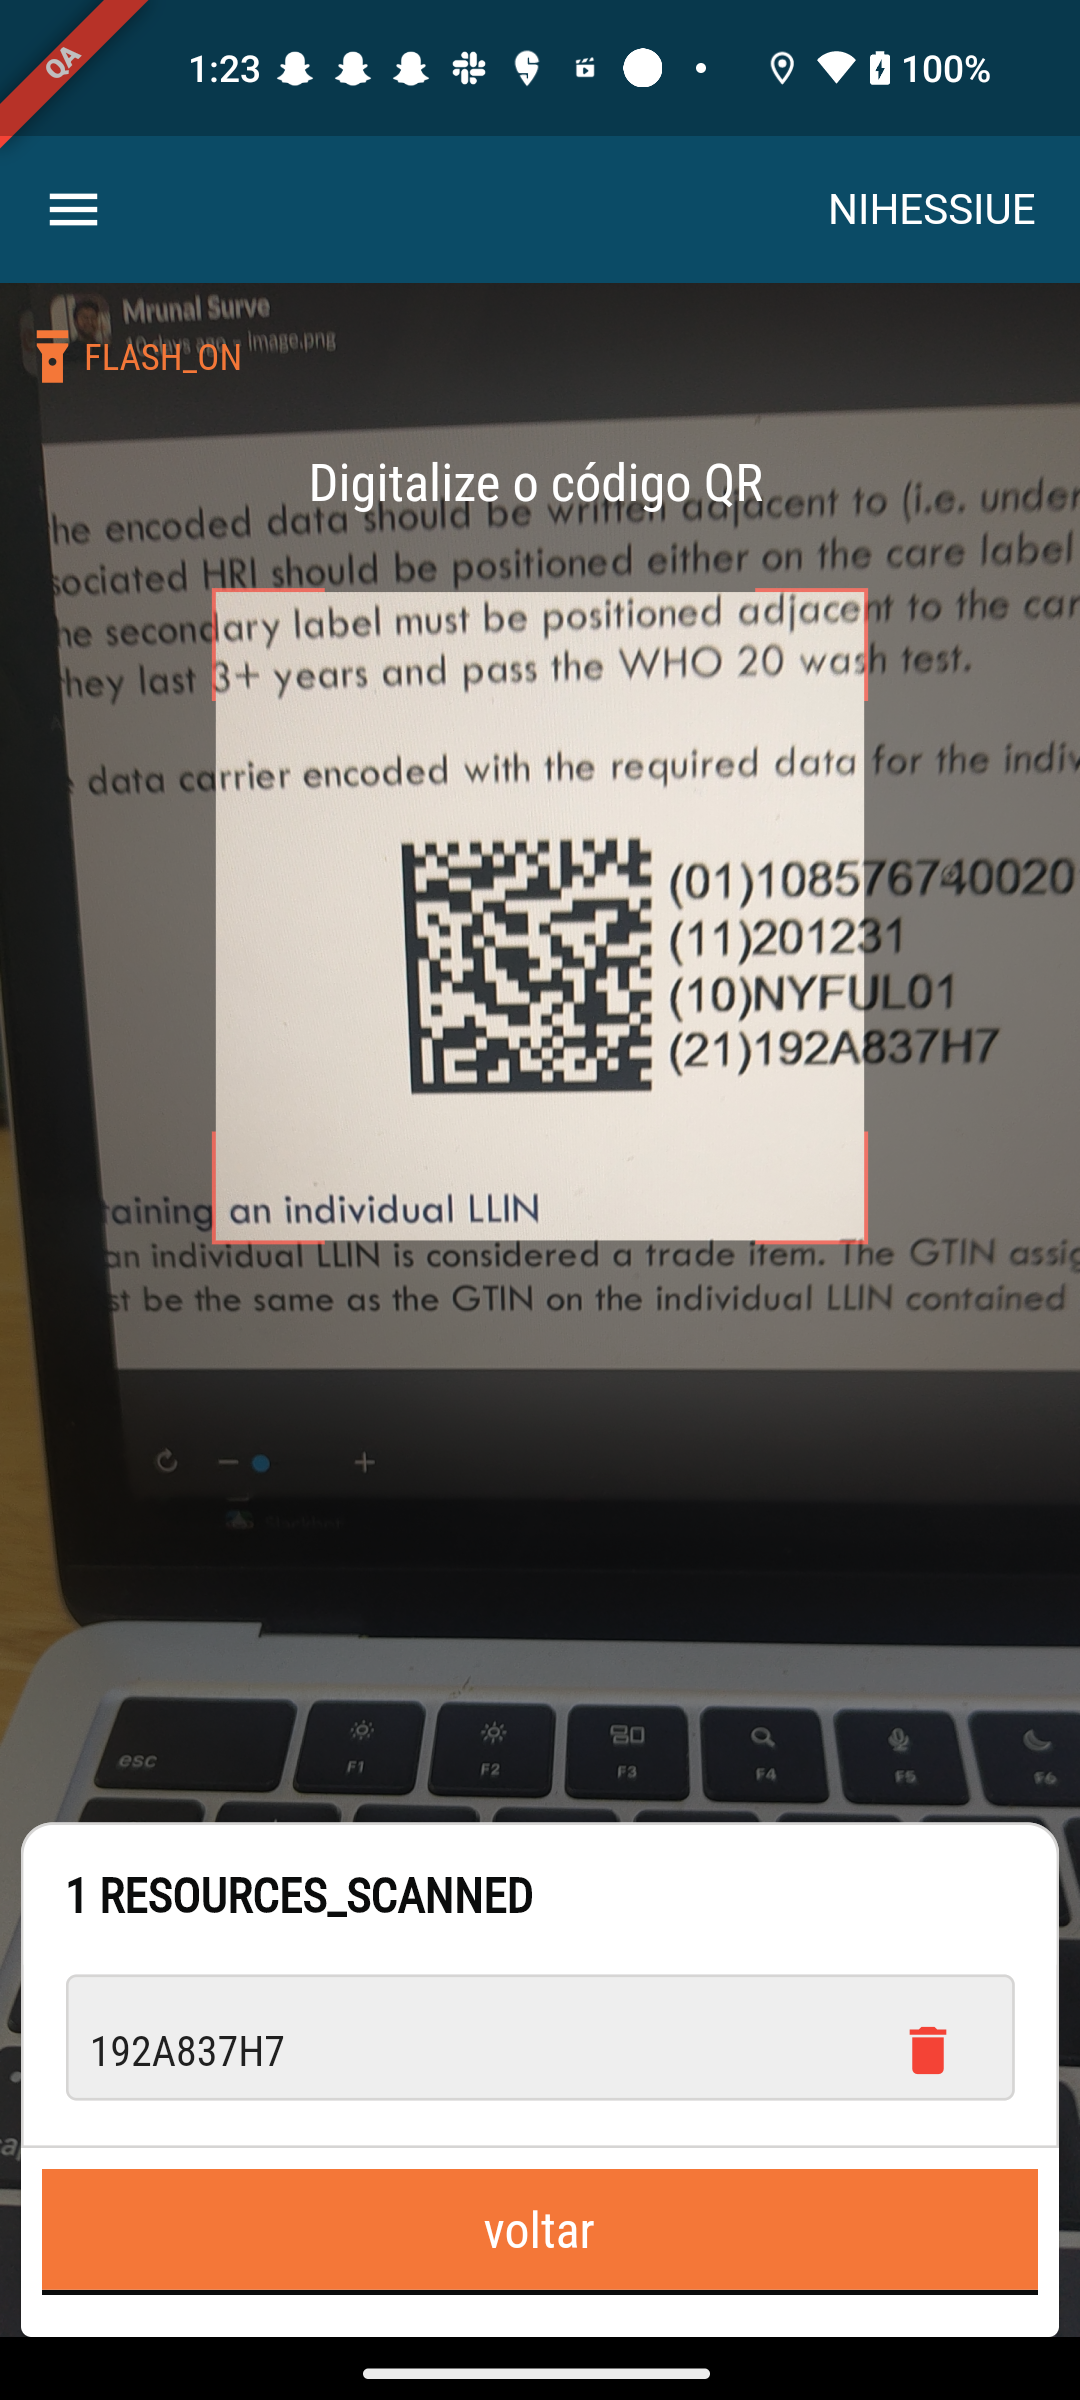 QA
1:23
100%
NIHESSIUE
Mrunal Surve
10 days ago image.png
FLASH_ON
Digitalize o código QR
he encoded data should be written adjacent to (i.e. under
sociated HRI should be positioned either on the care label
he secondary label must be positioned adjacent to the car
hey last 3+ years and pass the WHO 20 wash test.
data carrier encoded with the required data for the indiv
(01)108576740020
(11)201231
(10)NYFUL01
(21)192A837H7
taining an individual LLIN
an individual LLIN is considered a trade item. The GTIN assig
st be the same as the GTIN on the individual LLIN contained
esc
F1
F2
F3
F4
F5
F6
1 RESOURCES_SCANNED
192A837H7
voltar